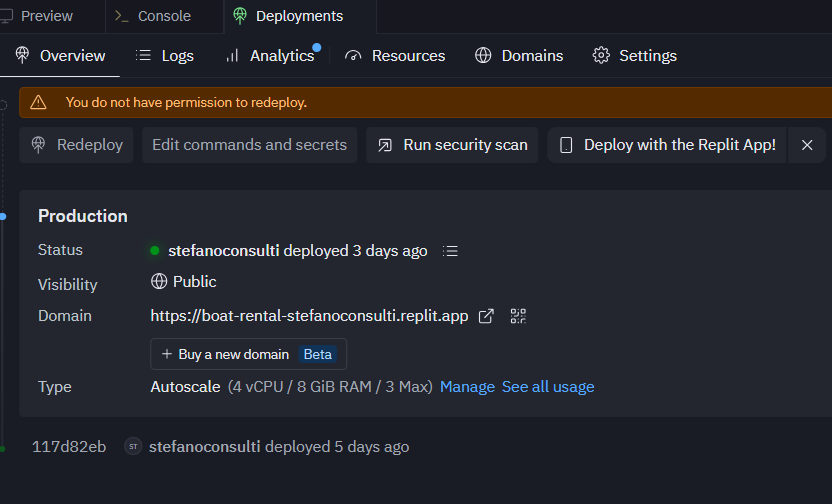 Preview Console Deployments
Overview Logs Analytics Resources Domains Settings
You do not have permission to redeploy.
Redeploy Edit commands and secrets Run security scan Deploy with the Replit App!
Production
Status stefanoconsulti deployed 3 days ago
Visibility Public
Domain https://boat-rental-stefanoconsulti.replit.app
+ Buy a new domain Beta
Type Autoscale (4 vCPU / 8 GiB RAM / 3 Max) Manage See all usage
117d82eb ST stefanoconsulti deployed 5 days ago